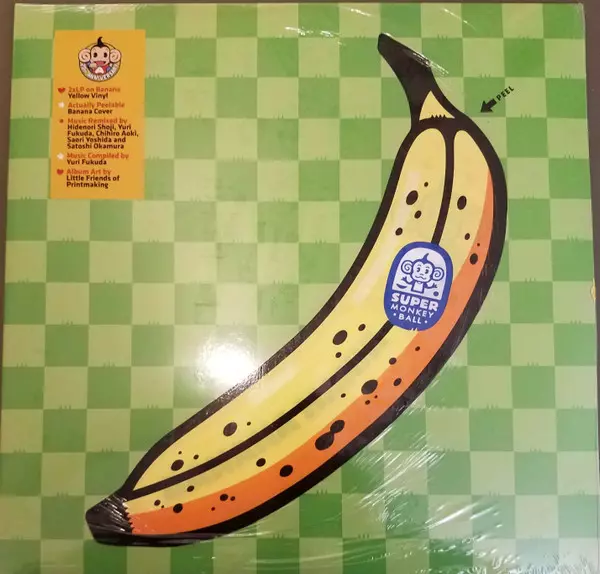 2xLP on Banana
Yellow Vinyl
Actually Peelable
Banana Cover
Music Remixed by
Hidenori Shoji, Yuri
Fukuda, Chihiro Aoki,
Saori Yoshida and
Satoshi Okamura
Music Compiled by
Yuri Fukuda
Album Art by
Little Friends of
Printmaking
PEEL
SUPER
MONKEY
• BALL •